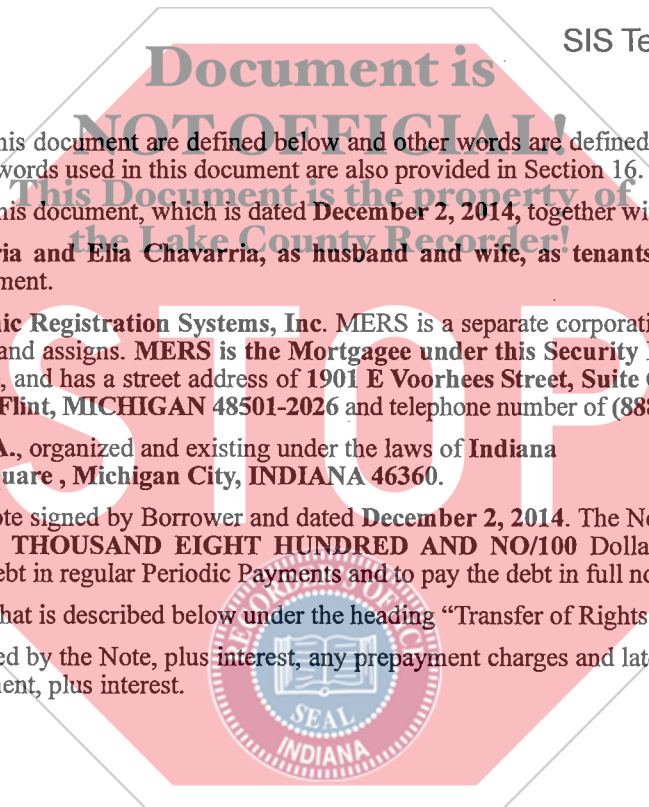 SIS Te
Document is
NOT OFFICIAL!
his document are defined below and other words are defined
words used in this document are also provided in Section 16.
This Document is the property of
his document, which is dated December 2, 2014, together wi
the Lake County Recorder!
ria and Elia Chavarria, as husband and wife, as tenants
ment.
nic Registration Systems, Inc. MERS is a separate corporati
and assigns. MERS is the Mortgagee under this Security
, and has a street address of 1901 E Voorhees Street, Suite
Flint, MICHIGAN 48501-2026 and telephone number of (888
STOP
A., organized and existing under the laws of Indiana
quare , Michigan City, INDIANA 46360.
ote signed by Borrower and dated December 2, 2014. The No
THOUSAND EIGHT HUNDRED AND NO/100 Dolla
ebt in regular Periodic Payments and to pay the debt in full no
hat is described below under the heading “Transfer of Rights
ed by the Note, plus interest, any prepayment charges and lat
ent, plus interest.
RECORDER'S OFFICE
SEAL
INDIANA